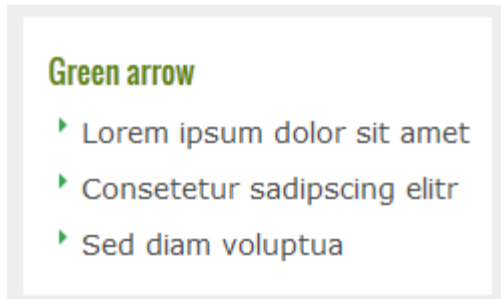 Green arrow
Lorem ipsum dolor sit amet
Consetetur sadipscing elitr
Sed diam voluptua